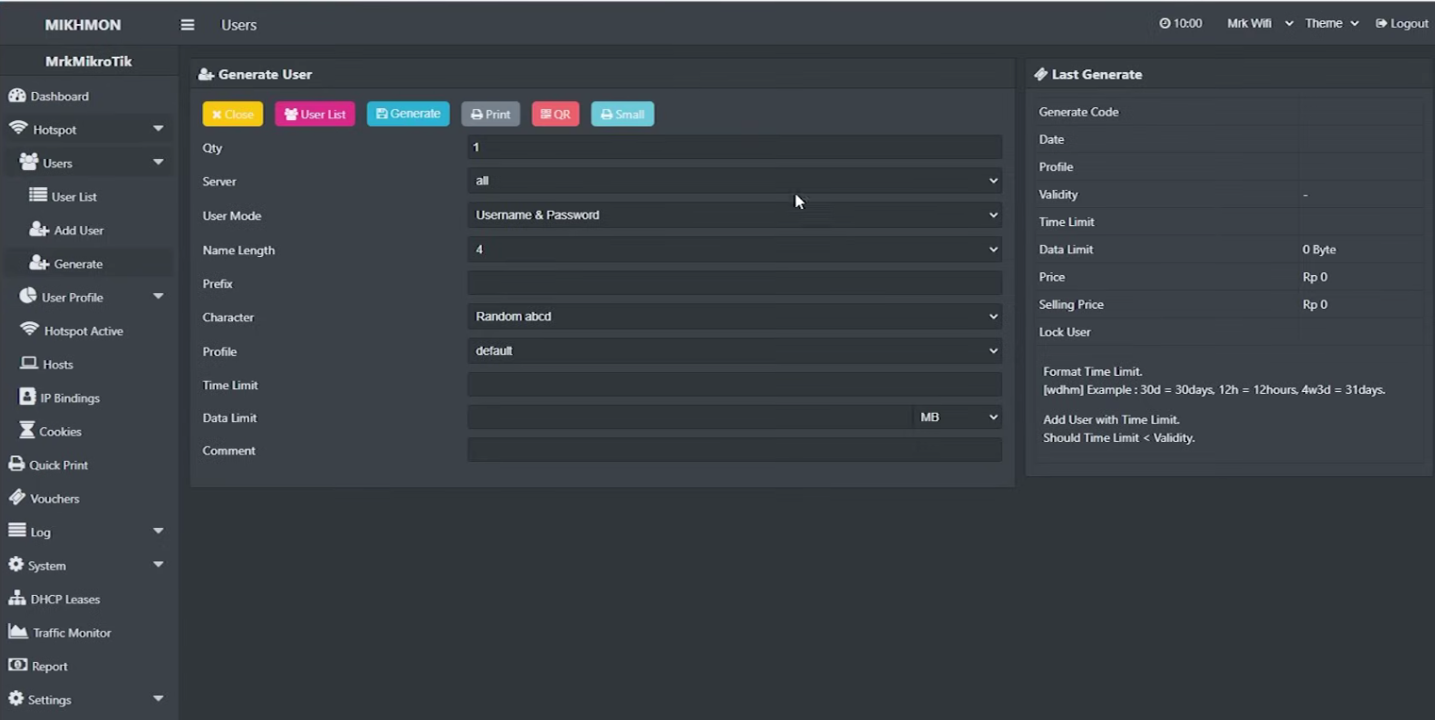 MIKHMON
Users
10:00
Mrk Wifi
Theme
Logout
MrkMikroTik
Dashboard
Hotspot
Users
User List
Add User
Generate
User Profile
Hotspot Active
Hosts
IP Bindings
Cookies
Quick Print
Vouchers
Log
System
DHCP Leases
Traffic Monitor
Report
Settings
Generate User
Close
User List
Generate
Print
QR
Small
Qty 1
Server all
User Mode Username & Password
Name Length 4
Prefix
Character Random abcd
Profile default
Time Limit
Data Limit MB
Comment
Last Generate
Generate Code
Date
Profile
Validity -
Time Limit
Data Limit 0 Byte
Price Rp 0
Selling Price Rp 0
Lock User
Format Time Limit.
[wdhm] Example : 30d = 30days, 12h = 12hours, 4w3d = 31days.
Add User with Time Limit.
Should Time Limit < Validity.